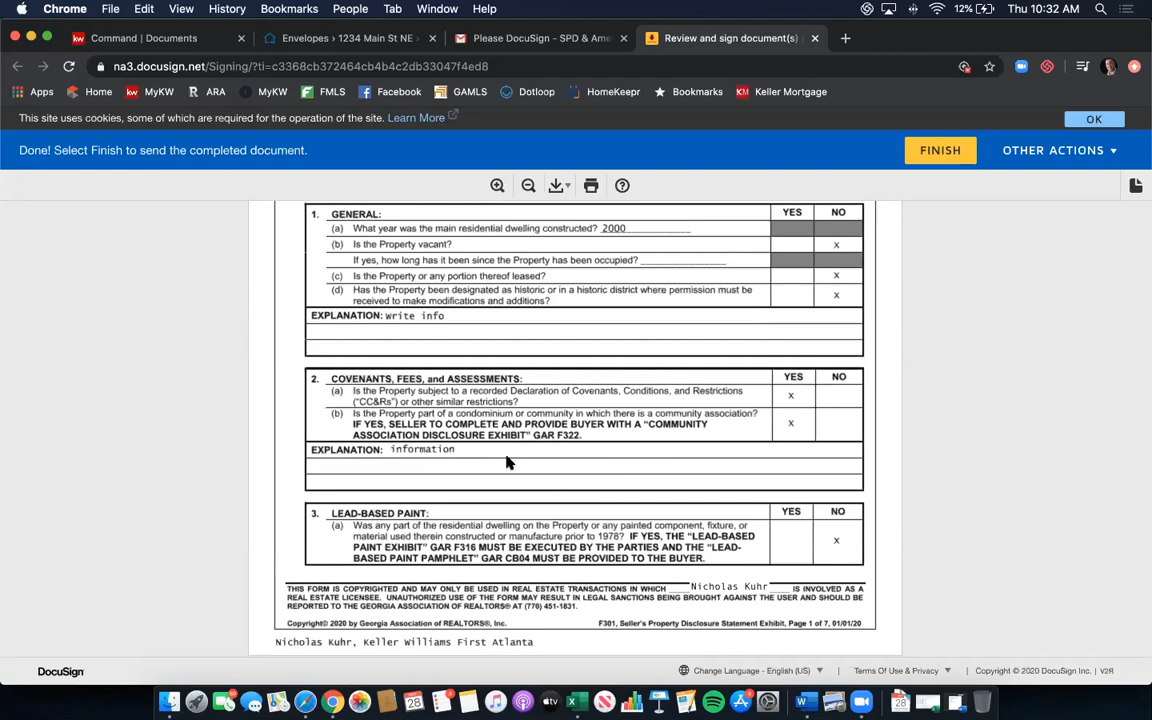 Chrome File Edit View History Bookmarks People Tab Window Help 12% Thu 10:32 AM
kw Command | Documents Envelopes > 1234 Main St NE Please DocuSign - SPD & Ame Review and sign document(s)
na3.docusign.net/Signing/?ti=c3368cb372464cb4b4c2db33047f4ed8
Apps Home kw MyKW R ARA MyKW FMLS Facebook GAMLS Dotloop HomeKeepr Bookmarks KM Keller Mortgage
This site uses cookies, some of which are required for the operation of the site. Learn More OK
Done! Select Finish to send the completed document. FINISH OTHER ACTIONS
1. GENERAL: YES NO
(a) What year was the main residential dwelling constructed? 2000
(b) Is the Property vacant? x
If yes, how long has it been since the Property has been occupied?
(c) Is the Property or any portion thereof leased? x
(d) Has the Property been designated as historic or in a historic district where permission must be x
received to make modifications and additions?
EXPLANATION: Write info
2. COVENANTS, FEES, and ASSESSMENTS: YES NO
(a) Is the Property subject to a recorded Declaration of Covenants, Conditions, and Restrictions x
("CC&Rs") or other similar restrictions?
(b) Is the Property part of a condominium or community in which there is a community association?
IF YES, SELLER TO COMPLETE AND PROVIDE BUYER WITH A "COMMUNITY x
ASSOCIATION DISCLOSURE EXHIBIT" GAR F322.
EXPLANATION: information
3. LEAD-BASED PAINT: YES NO
(a) Was any part of the residential dwelling on the Property or any painted component, fixture, or
material used therein constructed or manufacture prior to 1978? IF YES, THE "LEAD-
BASED PAINT EXHIBIT" GAR F316 MUST BE EXECUTED BY THE PARTIES AND THE "LEAD- x
BASED PAINT PAMPHLET" GAR CB04 MUST BE PROVIDED TO THE BUYER.
THIS FORM IS COPYRIGHTED AND MAY ONLY BE USED IN REAL ESTATE TRANSACTIONS IN WHICH Nicholas Kuhr IS INVOLVED AS A
REAL ESTATE LICENSEE. UNAUTHORIZED USE OF THE FORM MAY RESULT IN LEGAL SANCTIONS BEING BROUGHT AGAINST THE USER AND SHOULD BE
REPORTED TO THE GEORGIA ASSOCIATION OF REALTORS® AT (770) 451-1831.
Copyright© 2020 by Georgia Association of REALTORS®, Inc. F301, Seller's Property Disclosure Statement Exhibit, Page 1 of 7, 01/01/20
Nicholas Kuhr, Keller Williams First Atlanta
DocuSign Change Language - English (US) Terms Of Use & Privacy Copyright © 2020 DocuSign Inc. | V2R